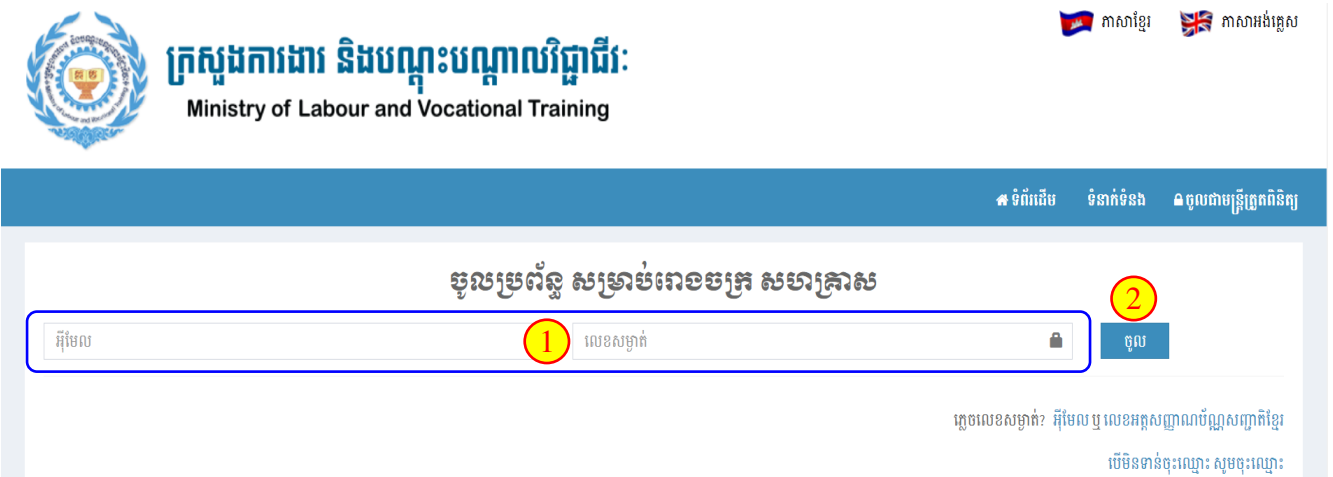 ភាសាខ្មែរ ភាសាអង់គ្លេស
ក្រសួងការងារ និងបណ្តុះបណ្តាលវិជ្ជាជីវៈ
Ministry of Labour and Vocational Training
ទំព័រដើម ទំនាក់ទំនង ចូលជាមន្ត្រីត្រួតពិនិត្យ
ចូលប្រព័ន្ធ សម្រាប់រោងចក្រ សហគ្រាស
2
អ៊ីមែល 1 លេខសម្ងាត់ ចូល
ភ្លេចលេខសម្ងាត់? អ៊ីមែល ឬ លេខអត្តសញ្ញាណប័ណ្ណសញ្ជាតិខ្មែរ
បើមិនទាន់ចុះឈ្មោះ សូមចុះឈ្មោះ